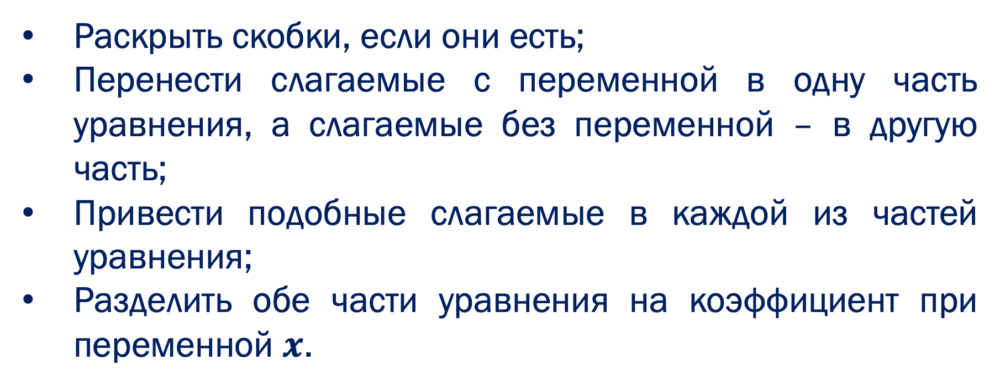 • Раскрыть скобки, если они есть;
• Перенести слагаемые с переменной в одну часть
уравнения, а слагаемые без переменной – в другую
часть;
• Привести подобные слагаемые в каждой из частей
уравнения;
• Разделить обе части уравнения на коэффициент при
переменной x.